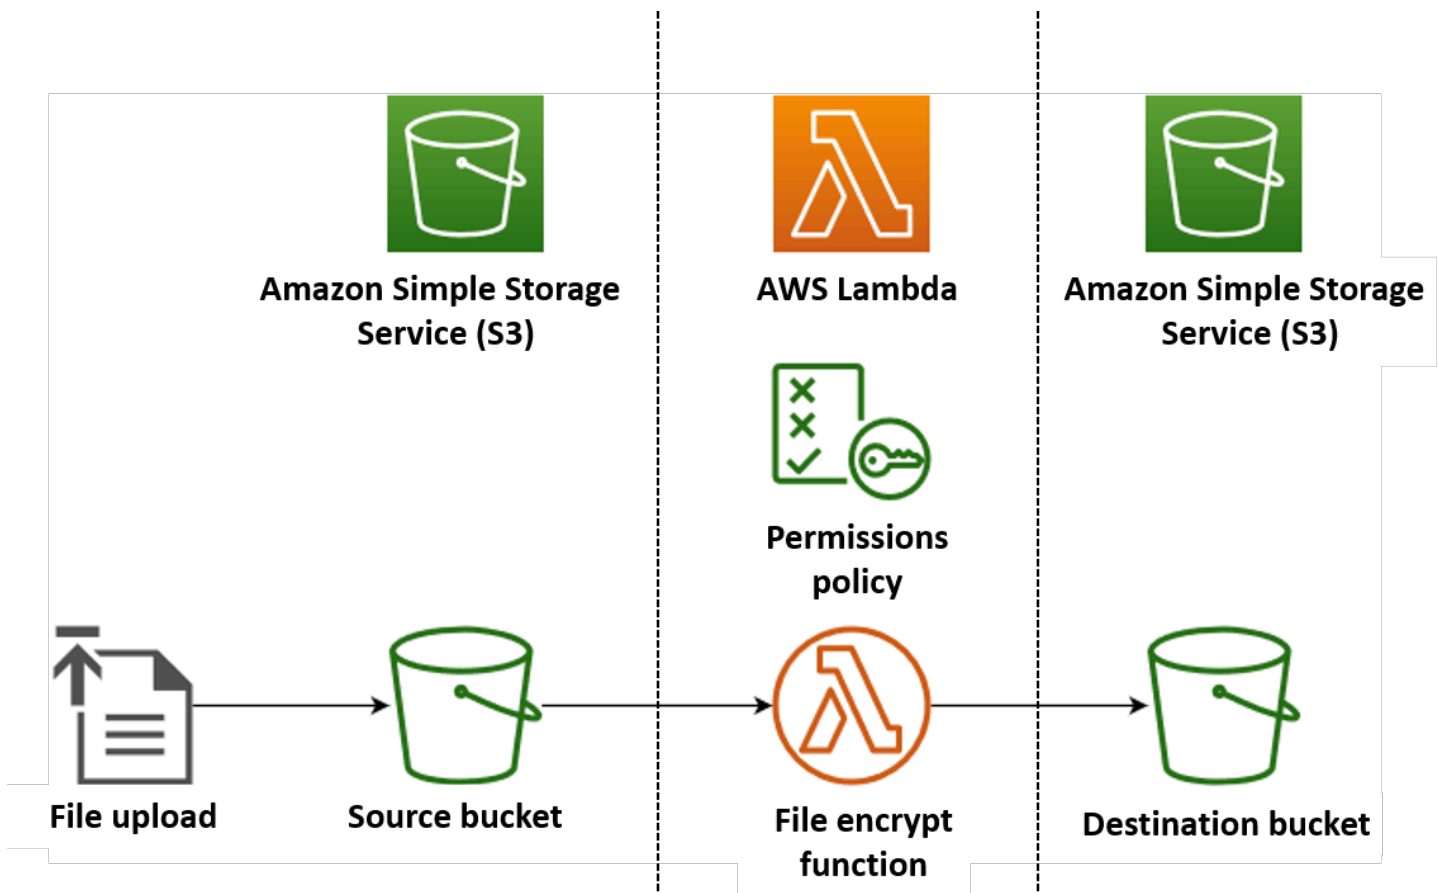 Amazon Simple Storage
Service (S3)
AWS Lambda
Amazon Simple Storage
Service (S3)
Permissions
policy
File upload
Source bucket
File encrypt
function
Destination bucket